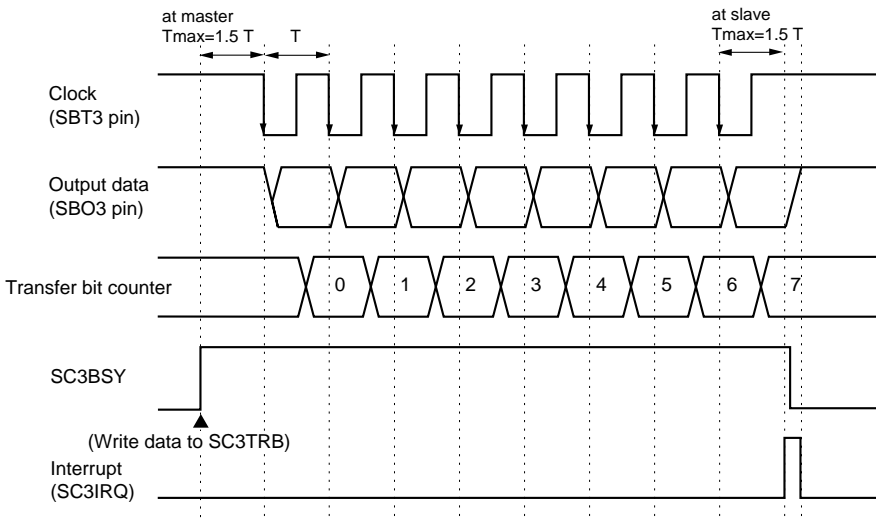 at master
Tmax=1.5 T
T
at slave
Tmax=1.5 T
Clock
(SBT3 pin)
Output data
(SBO3 pin)
Transfer bit counter
0 1 2 3 4 5 6 7
SC3BSY
(Write data to SC3TRB)
Interrupt
(SC3IRQ)